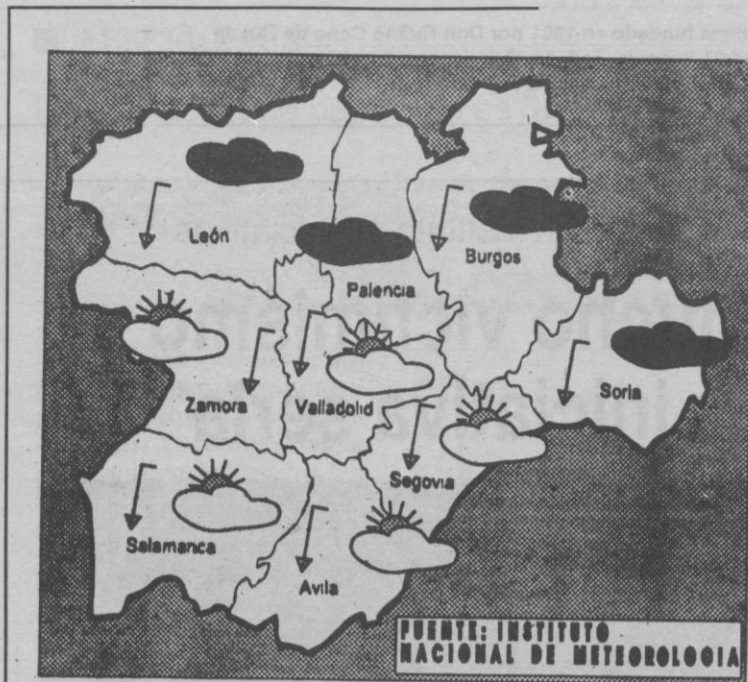 León
Burgos
Palencia
Zamora
Valladolid
Soria
Segovia
Salamanca
Avila
FUENTE: INSTITUTO
NACIONAL DE METEOROLOGIA